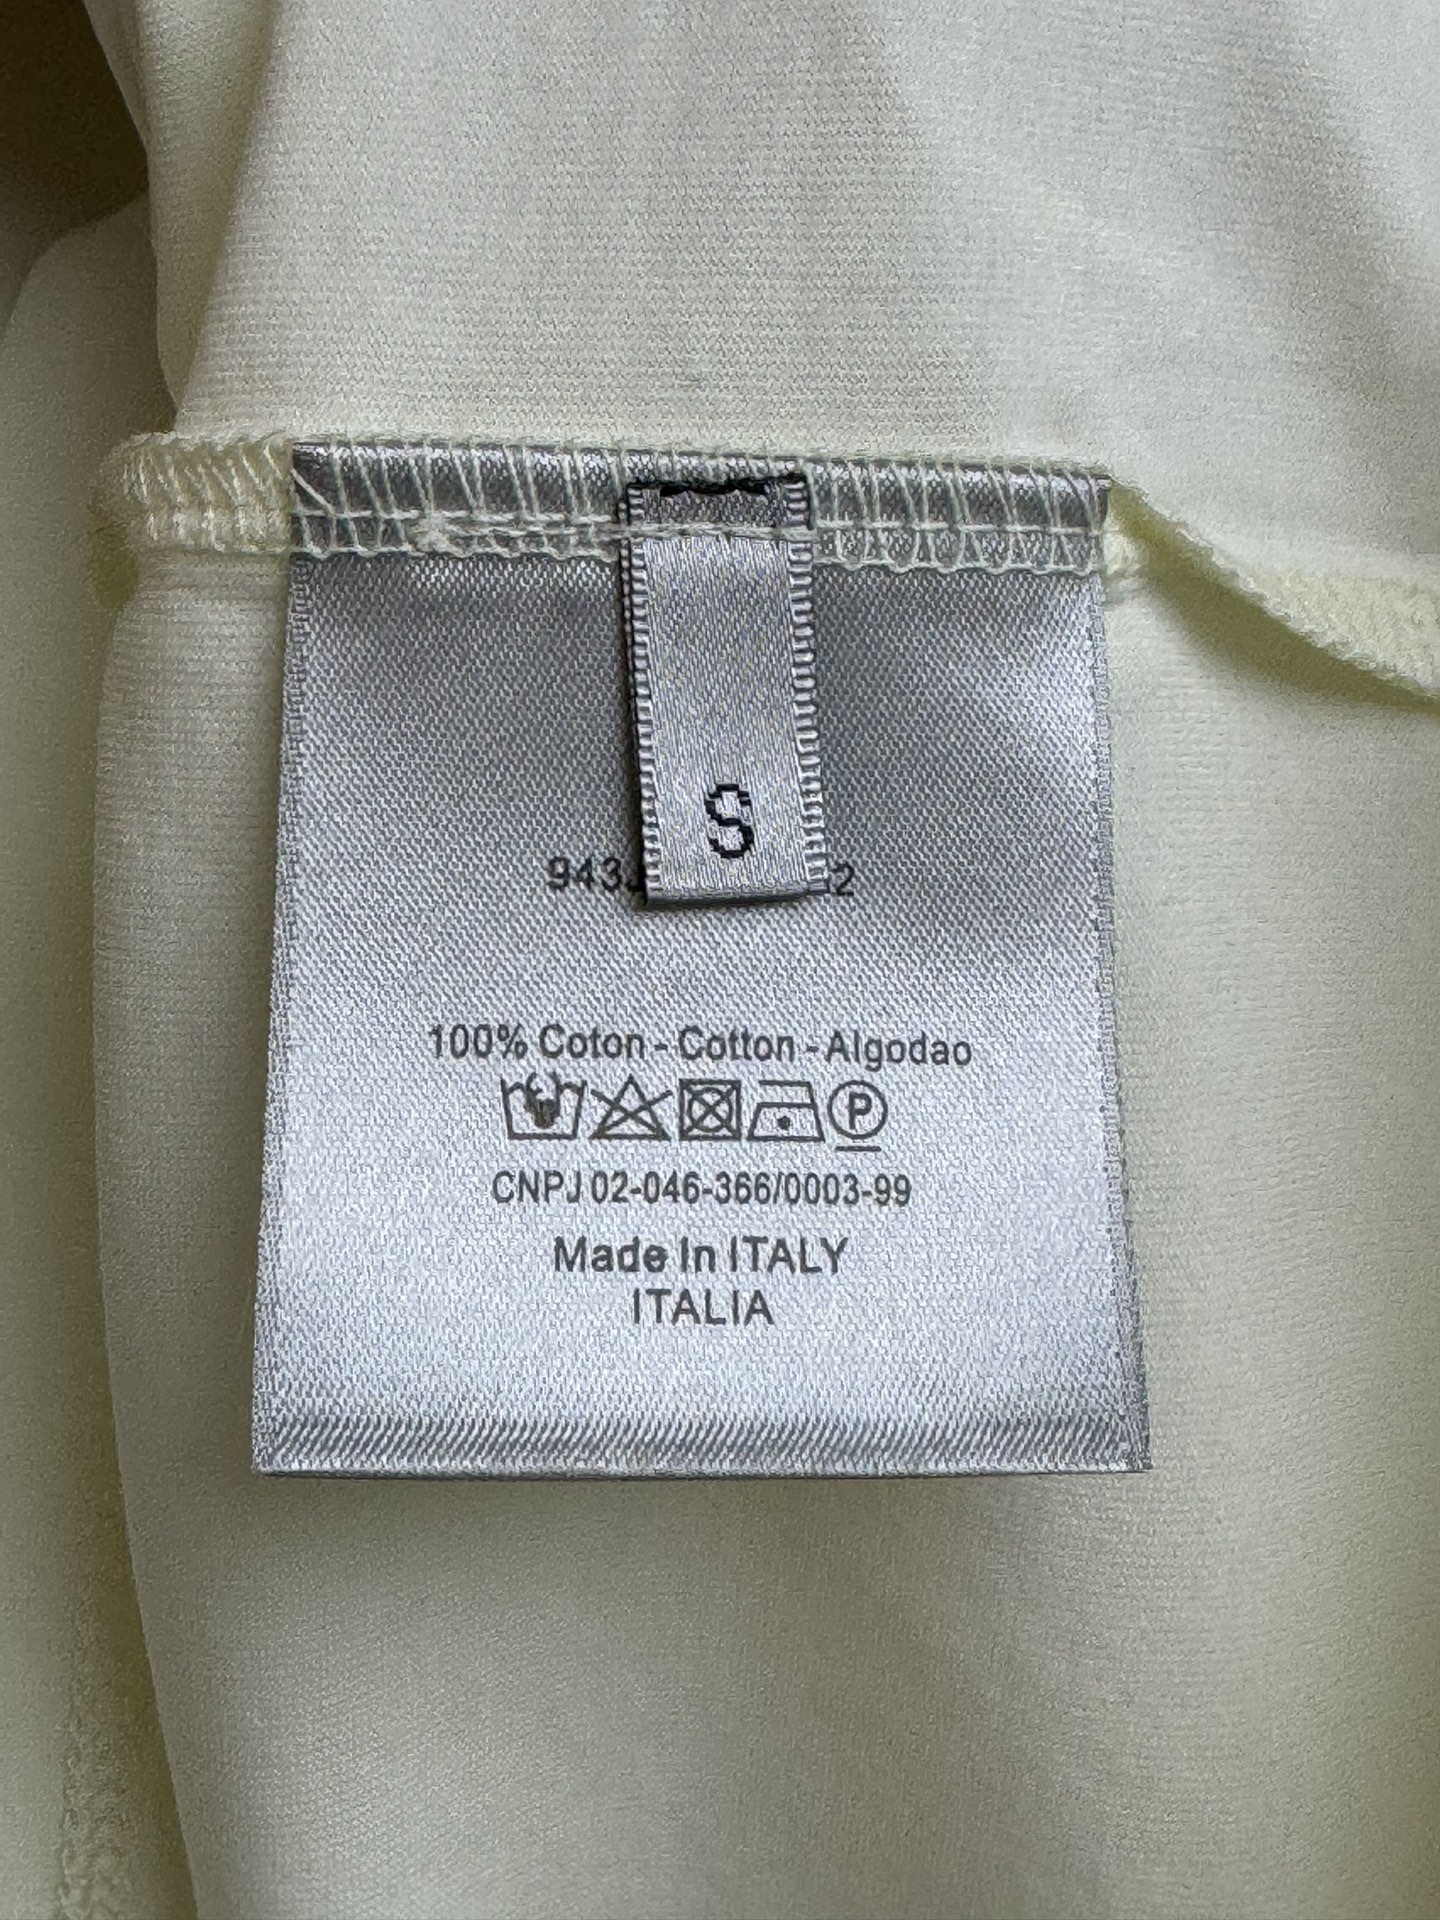 S
100% Coton - Cotton - Algodao
P
CNPJ 02-046-366/0003-99
Made In ITALY
ITALIA